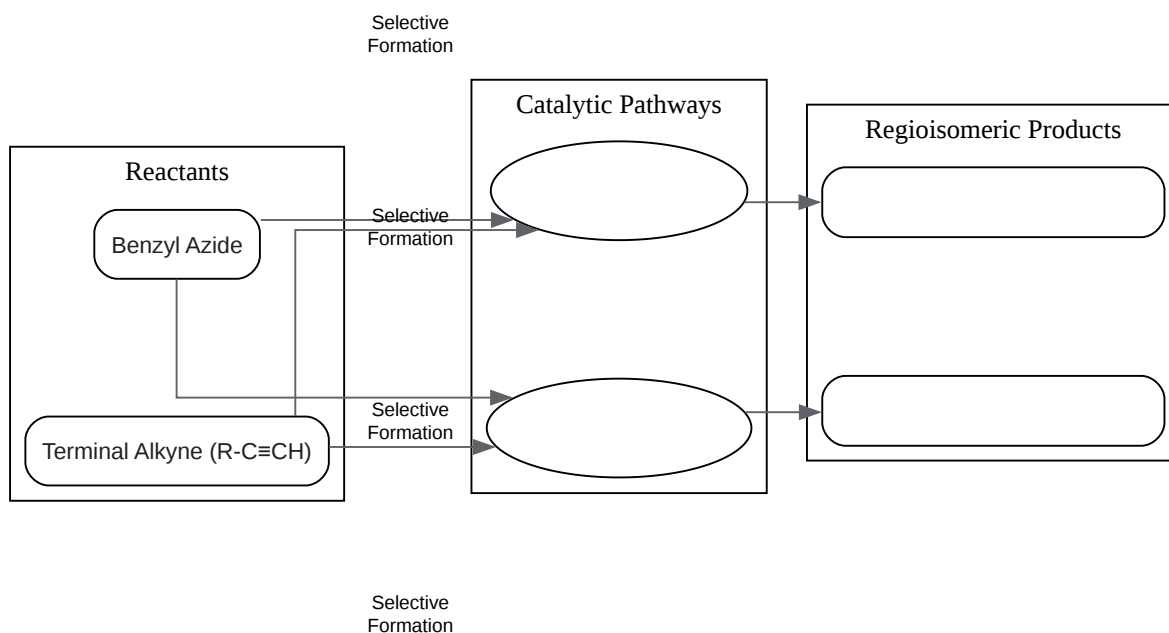 Selective
Formation
Catalytic Pathways
Regioisomeric Products
Reactants
Selective
Formation
Benzyl Azide
Selective
Formation
Terminal Alkyne (R-C≡CH)
Selective
Formation